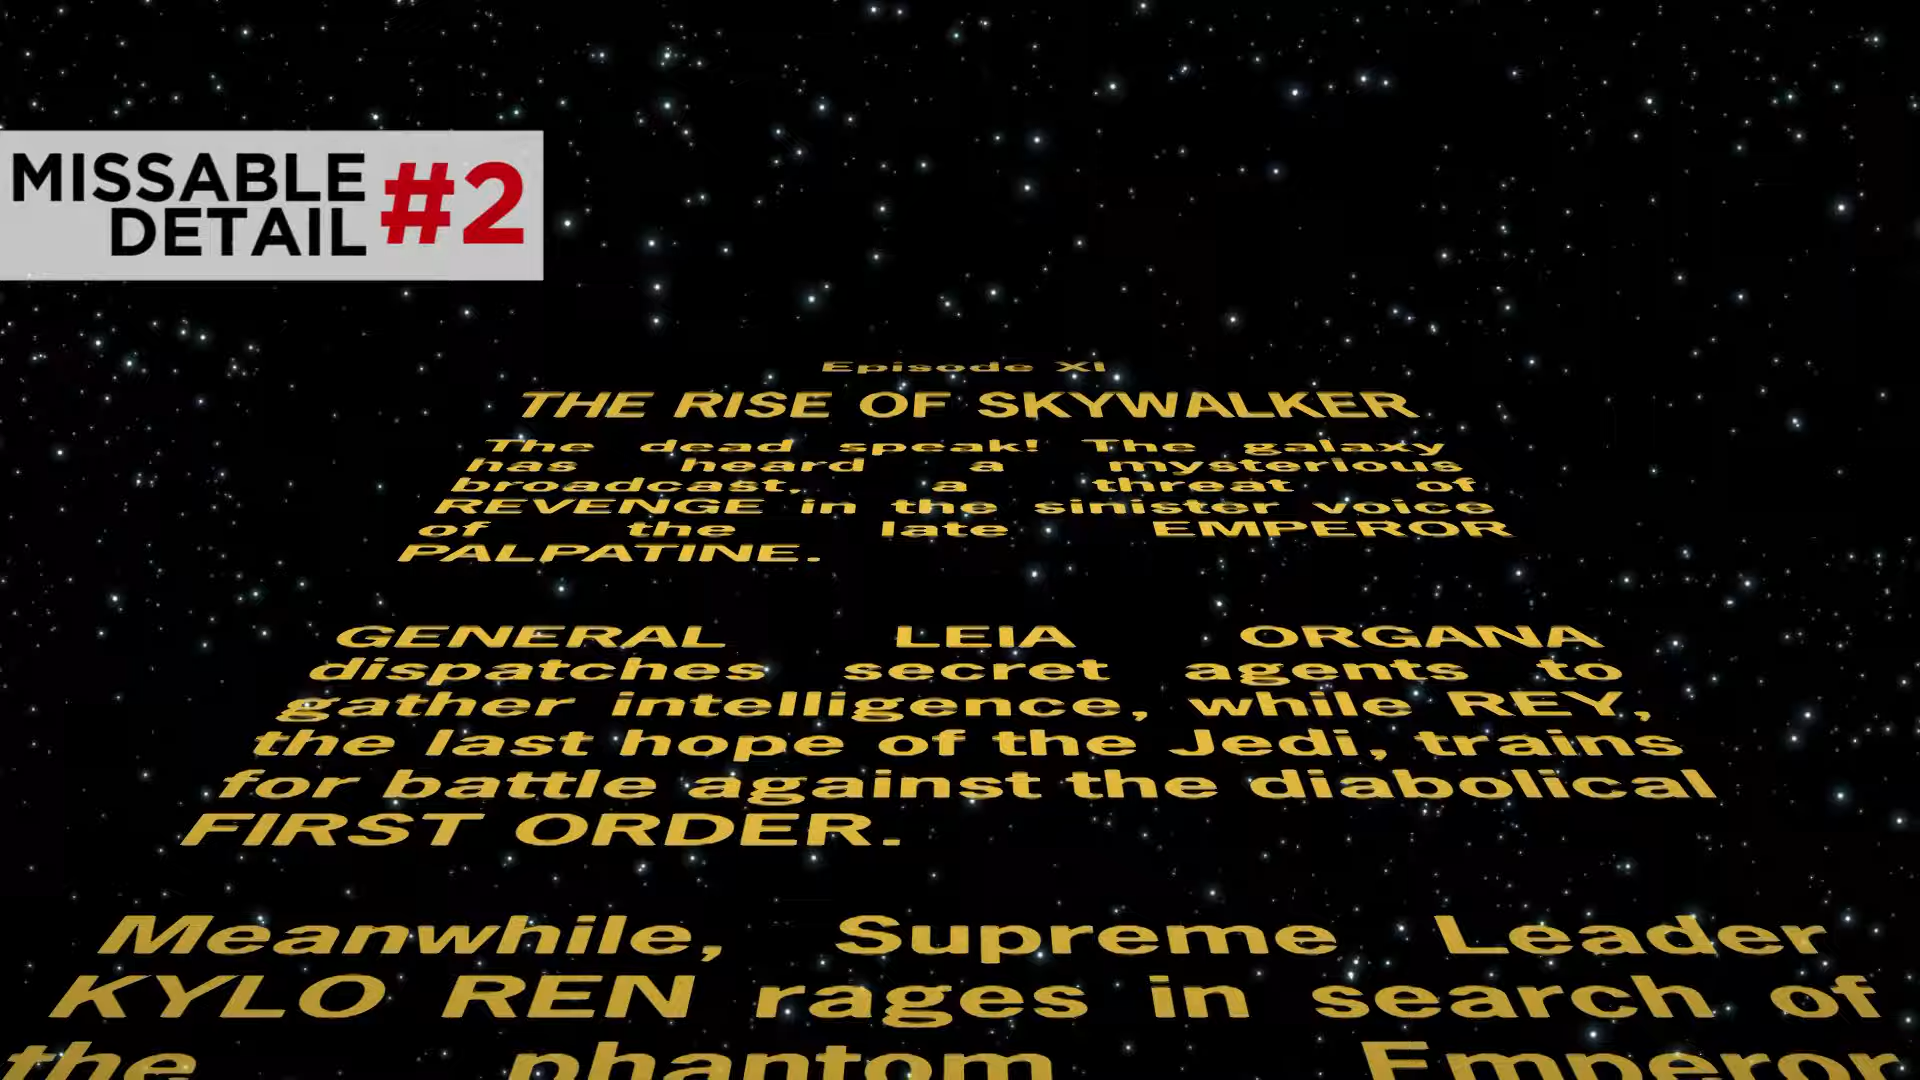 MISSABLE
DETAIL #2
Episode XI
THE RISE OF SKYWALKER
The dead speak! The galaxy
has heard a mysterious
broadcast, a threat of
REVENGE in the sinister voice
of the late EMPEROR
PALPATINE.
GENERAL LEIA ORGANA
dispatches secret agents to
gather intelligence, while REY,
the last hope of the Jedi, trains
for battle against the diabolical
FIRST ORDER.
Meanwhile, Supreme Leader
KYLO REN rages in search of
the phantom Emperor